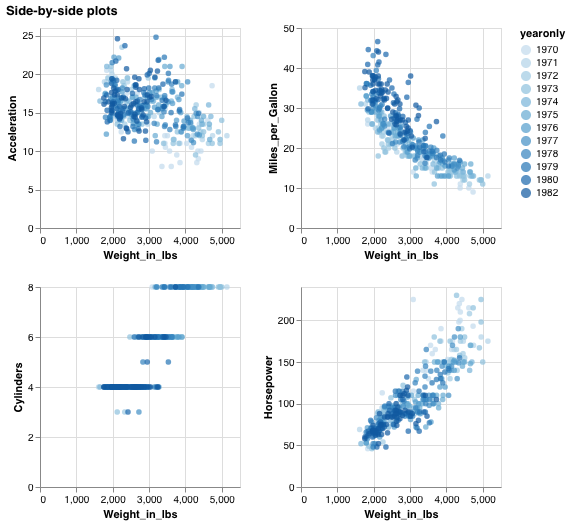 Side-by-side plots
Acceleration
25
20
15
10
5
0
0 1,000 2,000 3,000 4,000 5,000
Weight_in_lbs
Miles_per_Gallon
50
40
30
20
10
0
0 1,000 2,000 3,000 4,000 5,000
Weight_in_lbs
yearonly
1970
1971
1972
1973
1974
1975
1976
1977
1978
1979
1980
1982
Cylinders
8
6
4
2
0
0 1,000 2,000 3,000 4,000 5,000
Weight_in_lbs
Horsepower
200
150
100
50
0
0 1,000 2,000 3,000 4,000 5,000
Weight_in_lbs